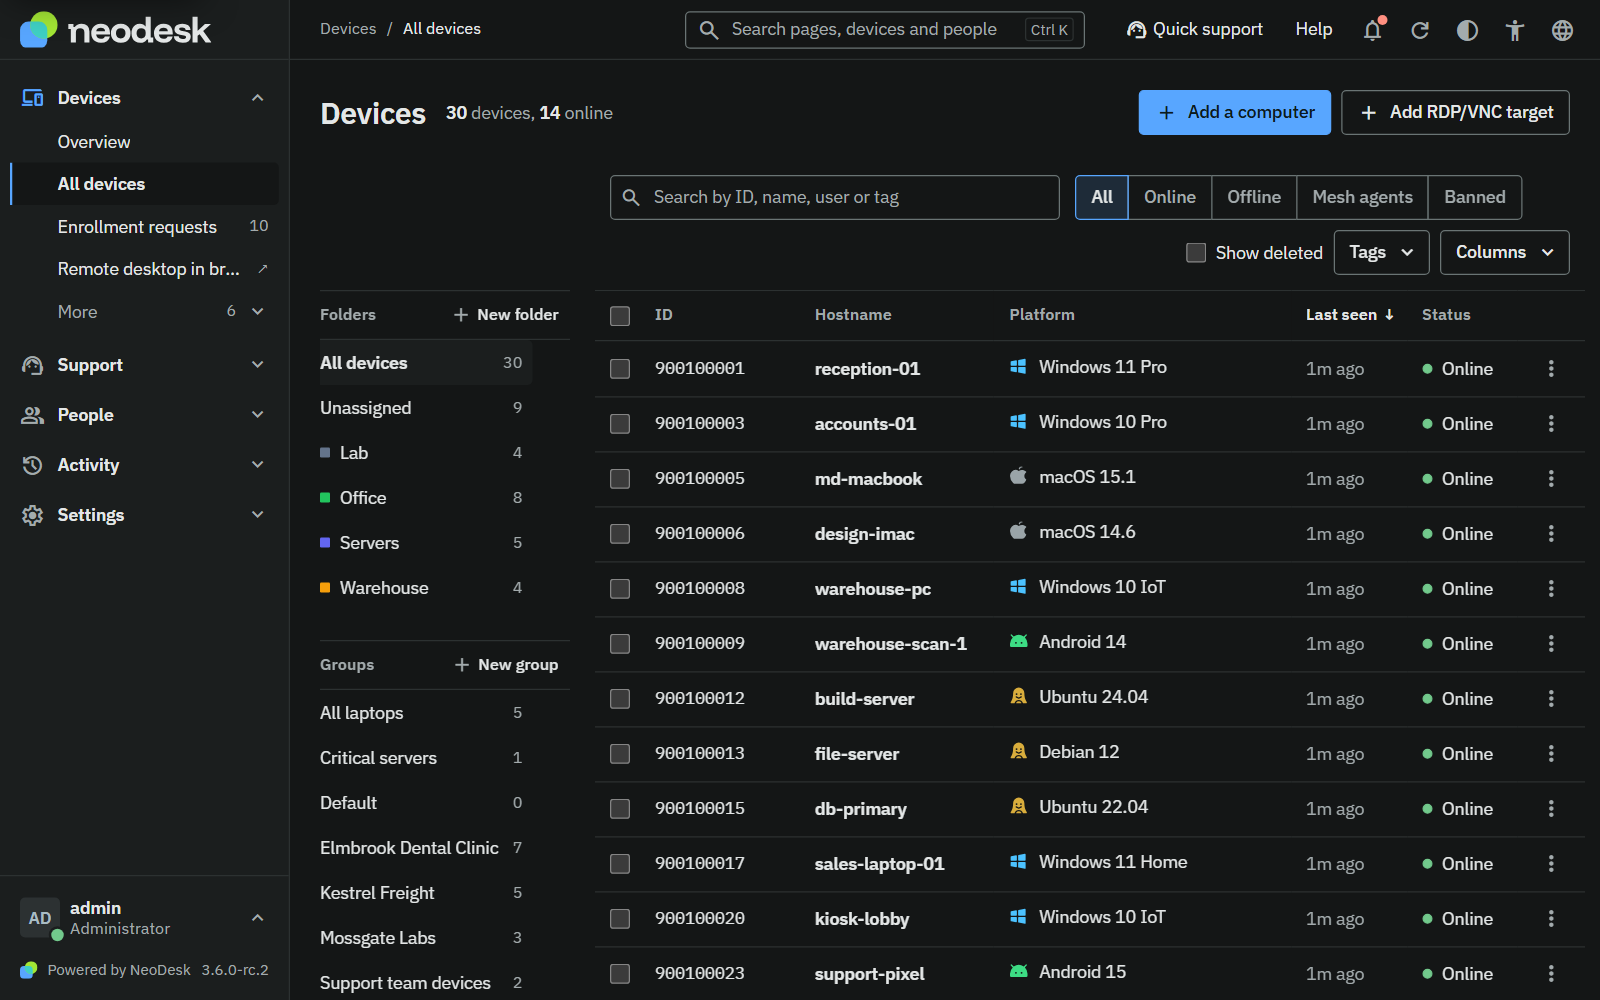 neodesk
Devices / All devices
Search pages, devices and people Ctrl K
Quick support
Help
Devices
Overview
All devices
Enrollment requests 10
Remote desktop in br...
More 6
Support
People
Activity
Settings
AD
admin
Administrator
Powered by NeoDesk 3.6.0-rc.2
Devices 30 devices, 14 online
Add a computer
Add RDP/VNC target
Search by ID, name, user or tag
All Online Offline Mesh agents Banned
Show deleted Tags Columns
Folders New folder
All devices 30
Unassigned 9
Lab 4
Office 8
Servers 5
Warehouse 4
Groups New group
All laptops 5
Critical servers 1
Default 0
Elmbrook Dental Clinic 7
Kestrel Freight 5
Mossgate Labs 3
Support team devices 2
ID Hostname Platform Last seen ↓ Status
900100001 reception-01 Windows 11 Pro 1m ago Online
900100003 accounts-01 Windows 10 Pro 1m ago Online
900100005 md-macbook macOS 15.1 1m ago Online
900100006 design-imac macOS 14.6 1m ago Online
900100008 warehouse-pc Windows 10 IoT 1m ago Online
900100009 warehouse-scan-1 Android 14 1m ago Online
900100012 build-server Ubuntu 24.04 1m ago Online
900100013 file-server Debian 12 1m ago Online
900100015 db-primary Ubuntu 22.04 1m ago Online
900100017 sales-laptop-01 Windows 11 Home 1m ago Online
900100020 kiosk-lobby Windows 10 IoT 1m ago Online
900100023 support-pixel Android 15 1m ago Online